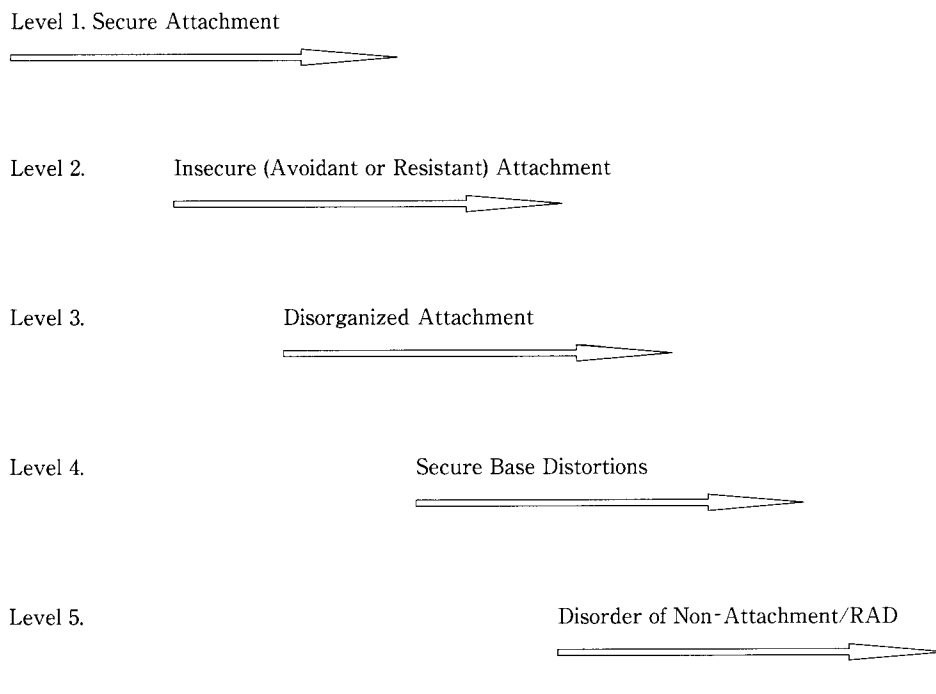 Level 1. Secure Attachment
Level 2. Insecure (Avoidant or Resistant) Attachment
Level 3. Disorganized Attachment
Level 4. Secure Base Distortions
Level 5. Disorder of Non-Attachment/RAD